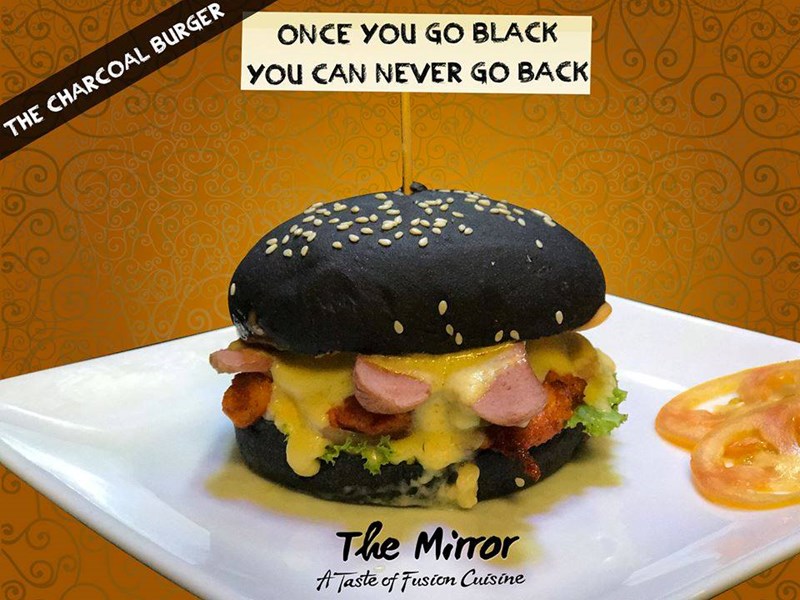 THE CHARCOAL BURGER
ONCE YOU GO BLACK
YOU CAN NEVER GO BACK
The Mirror
A Taste of Fusion Cuisine